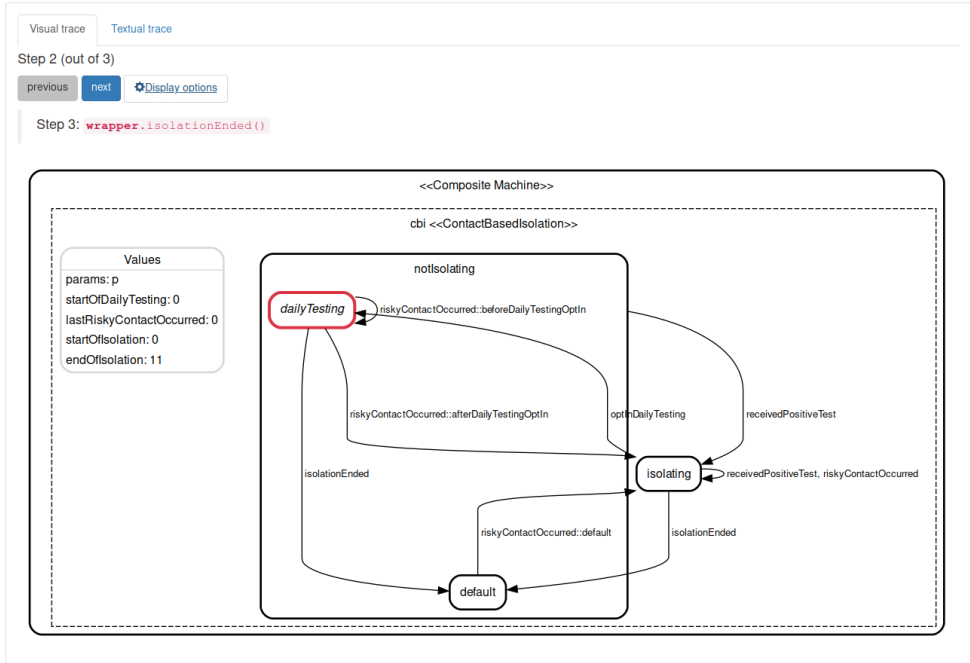 Visual trace
Textual trace
Step 2 (out of 3)
previous
next
Display options
Step 3: wrapper.isolationEnded()
<<Composite Machine>>
cbi <<ContactBasedIsolation>>
Values
params: p
startOfDailyTesting: 0
lastRiskyContactOccurred: 0
startOfIsolation: 0
endOfIsolation: 11
notIsolating
dailyTesting
riskyContactOccurred::beforeDailyTestingOptIn
riskyContactOccurred::afterDailyTestingOptIn
optInDailyTesting
receivedPositiveTest
isolationEnded
isolating
receivedPositiveTest, riskyContactOccurred
riskyContactOccurred::default
isolationEnded
default